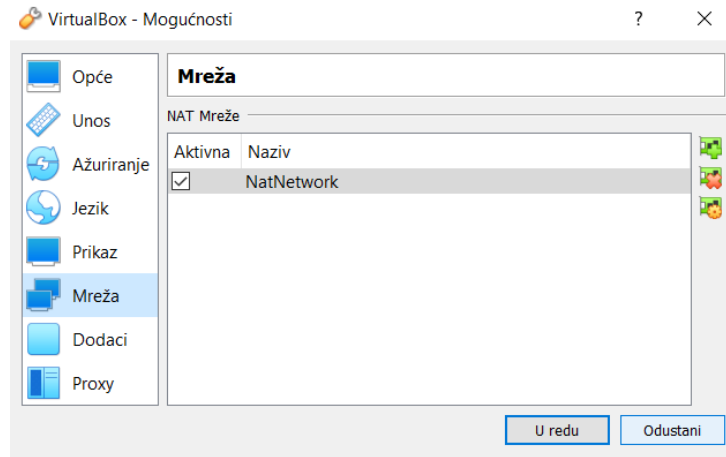 VirtualBox - Mogućnosti
?
Opće
Unos
Ažuriranje
Jezik
Prikaz
Mreža
Dodaci
Proxy
Mreža
NAT Mreže
Aktivna Naziv
NatNetwork
U redu Odustani